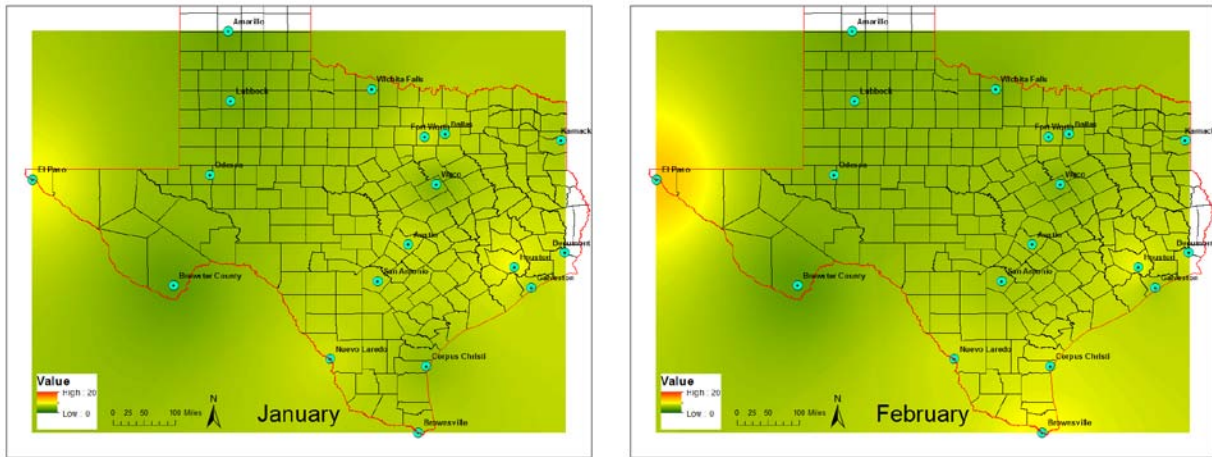 Amarillo
Lubbock
Wichita Falls
Fort Worth
Dallas
Karnack
El Paso
Odessa
Waco
Austin
Beaumont
Houston
Brewster County
San Antonio
Galveston
Nuevo Laredo
Corpus Christi
Value
High : 20
Low : 0
0 25 50 100 Miles
N
January
Brownsville
Amarillo
Lubbock
Wichita Falls
Fort Worth
Dallas
Karnack
El Paso
Odessa
Waco
Austin
Beaumont
Houston
Brewster County
San Antonio
Galveston
Nuevo Laredo
Corpus Christi
Value
High : 20
Low : 0
0 25 50 100 Miles
N
February
Brownsville